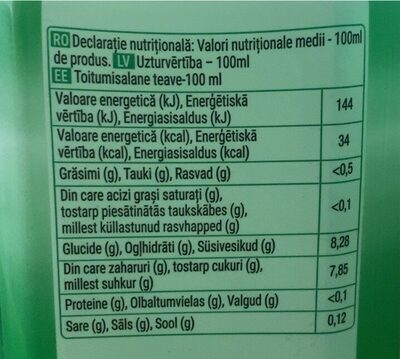 RO Declarație nutrițională: Valori nutriționale medii - 100ml
de produs. LV Uzturvērtība – 100ml
EE Toitumisalane teave-100 ml
Valoare energetică (kJ), Enerģētiskā
vērtība (kJ), Energiasisaldus (kJ)
144
Valoare energetică (kcal), Enerģētiskā
vērtība (kcal), Energiasisaldus (kcal)
34
Grăsimi (g), Tauki (g), Rasvad (g)
<0,5
Din care acizi grași saturați (g),
tostarp piesātinātās taukskābes (g),
millest küllastunud rasvhapped (g)
<0,1
Glucide (g), Ogļhidrāti (g), Süsivesikud (g)
8,28
Din care zaharuri (g), tostarp cukuri (g),
millest suhkur (g)
7,85
Proteine (g), Olbaltumvielas (g), Valgud (g)
<0,1
Sare (g), Sāls (g), Sool (g)
0,12